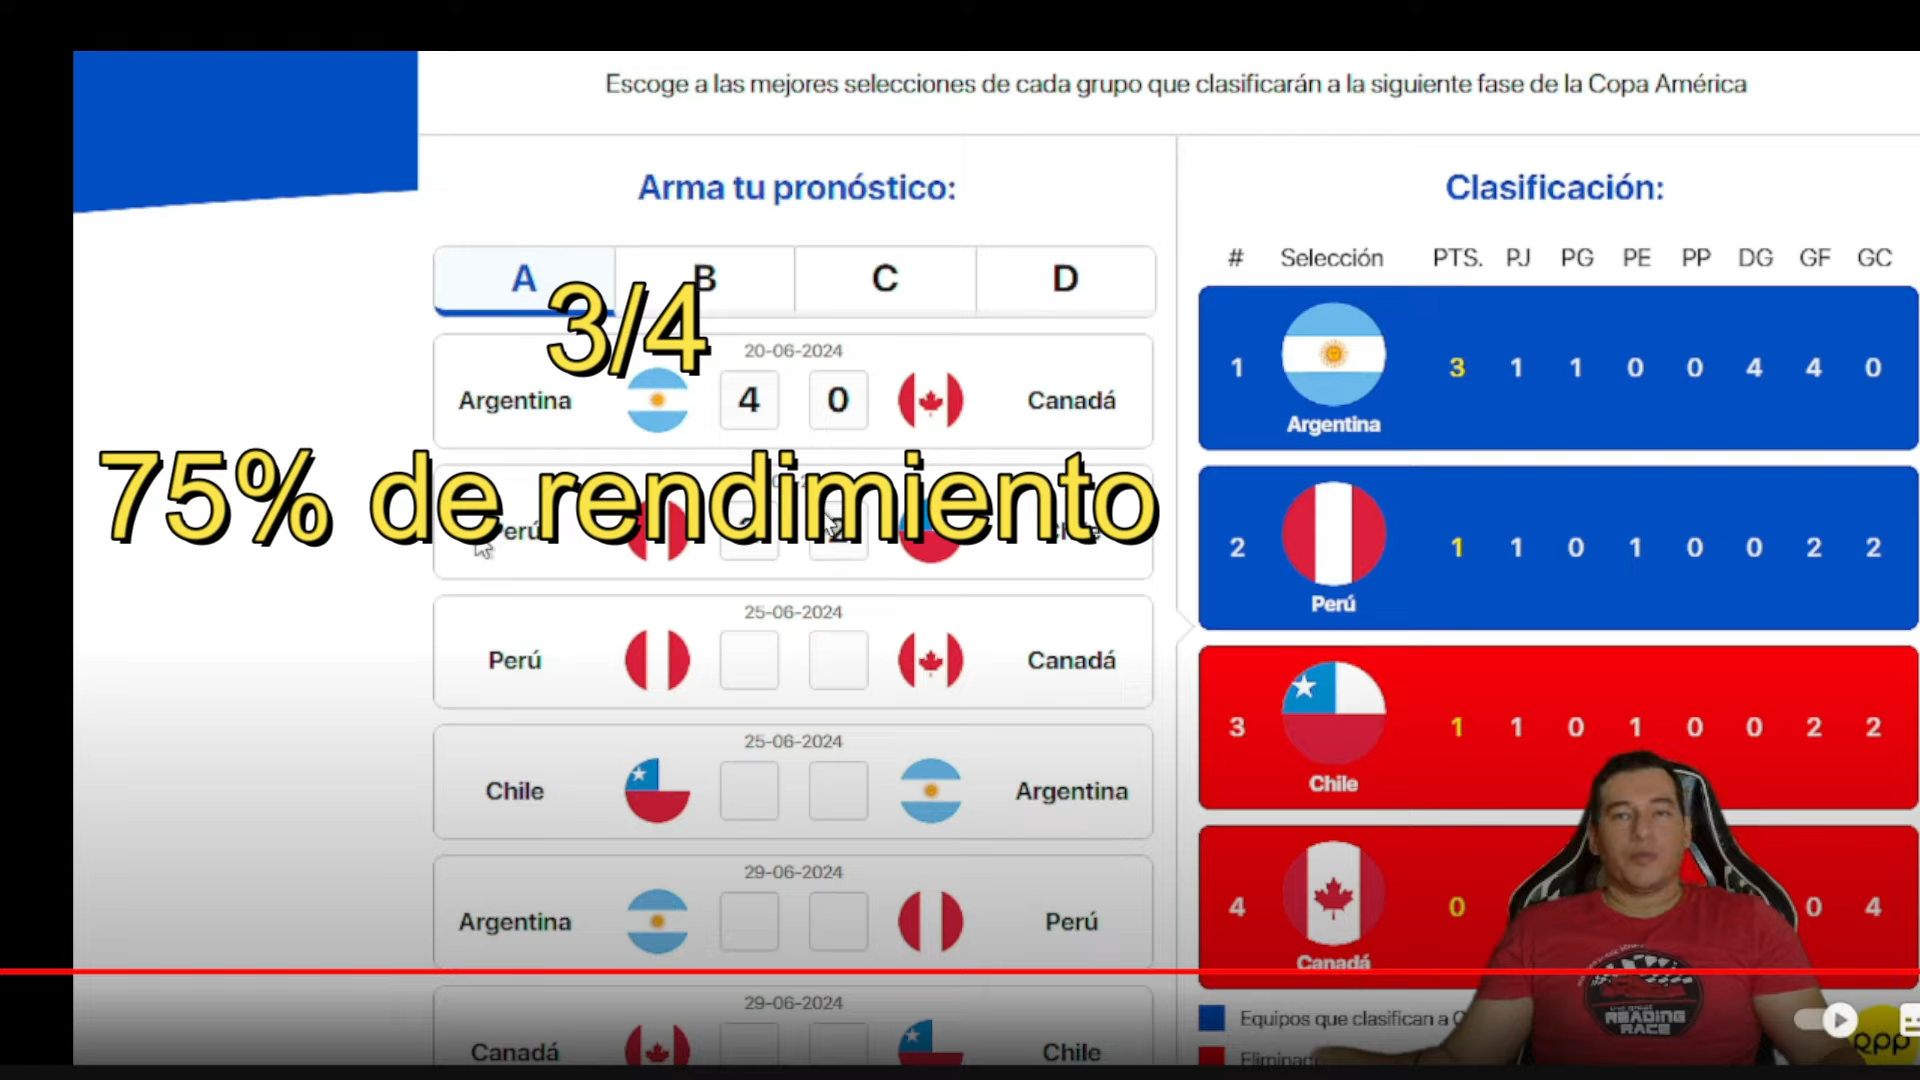 Escoge a las mejores selecciones de cada grupo que clasificarán a la siguiente fase de la Copa América
Arma tu pronóstico:
A B C D
3/4
20-06-2024
Argentina 4 0 Canadá
75% de rendimiento
Perú 2
25-06-2024
Perú Canadá
25-06-2024
Chile Argentina
29-06-2024
Argentina Perú
29-06-2024
Canadá Chile
Clasificación:
# Selección PTS. PJ PG PE PP DG GF GC
1 Argentina 3 1 1 0 0 4 4 0
2 Perú 1 1 0 1 0 0 2 2
3 Chile 1 1 0 1 0 0 2 2
4 Canadá 0 0 4
Equipos que clasifican a
READING
RACE
rpp